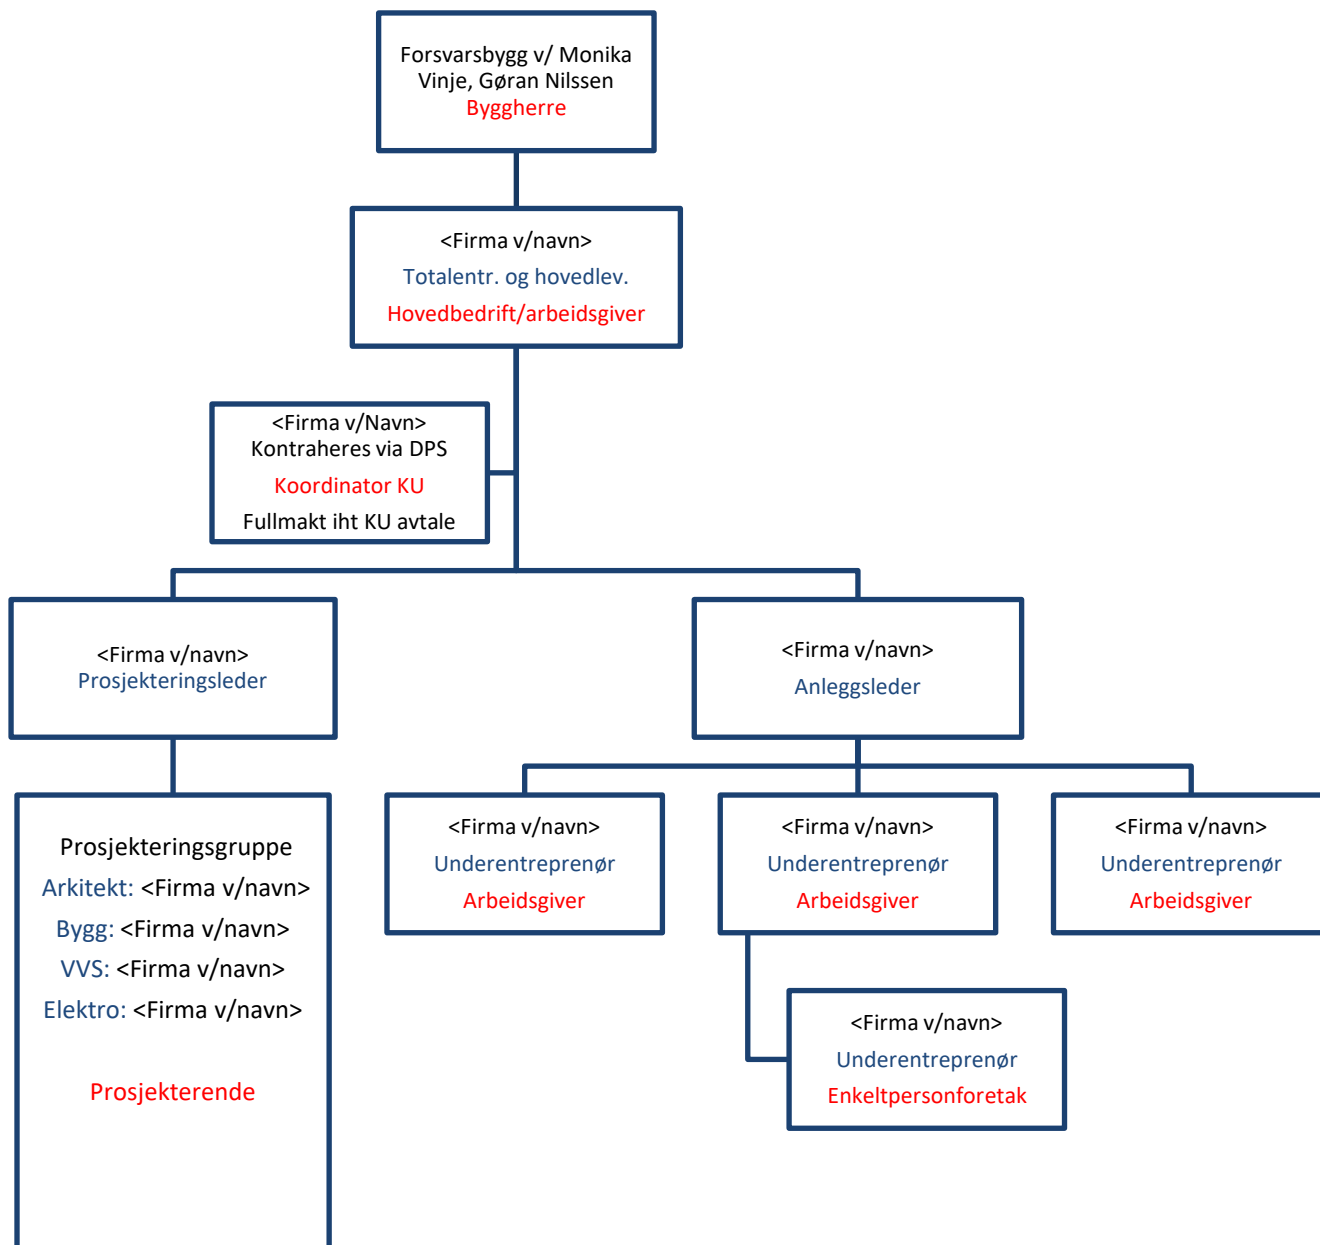 Forsvarsbygg v/ Monika
Vinje, Gøran Nilssen
Byggherre
<Firma v/navn>
Totalentr. og hovedlev.
Hovedbedrift/arbeidsgiver
<Firma v/Navn>
Kontraheres via DPS
Koordinator KU
Fullmakt iht KU avtale
<Firma v/navn>
Prosjekteringsleder
<Firma v/navn>
Anleggsleder
Prosjekteringsgruppe
Arkitekt: <Firma v/navn>
Bygg: <Firma v/navn>
VVS: <Firma v/navn>
Elektro: <Firma v/navn>
Prosjekterende
<Firma v/navn>
Underentreprenør
Arbeidsgiver
<Firma v/navn>
Underentreprenør
Arbeidsgiver
<Firma v/navn>
Underentreprenør
Arbeidsgiver
<Firma v/navn>
Underentreprenør
Enkeltpersonforetak